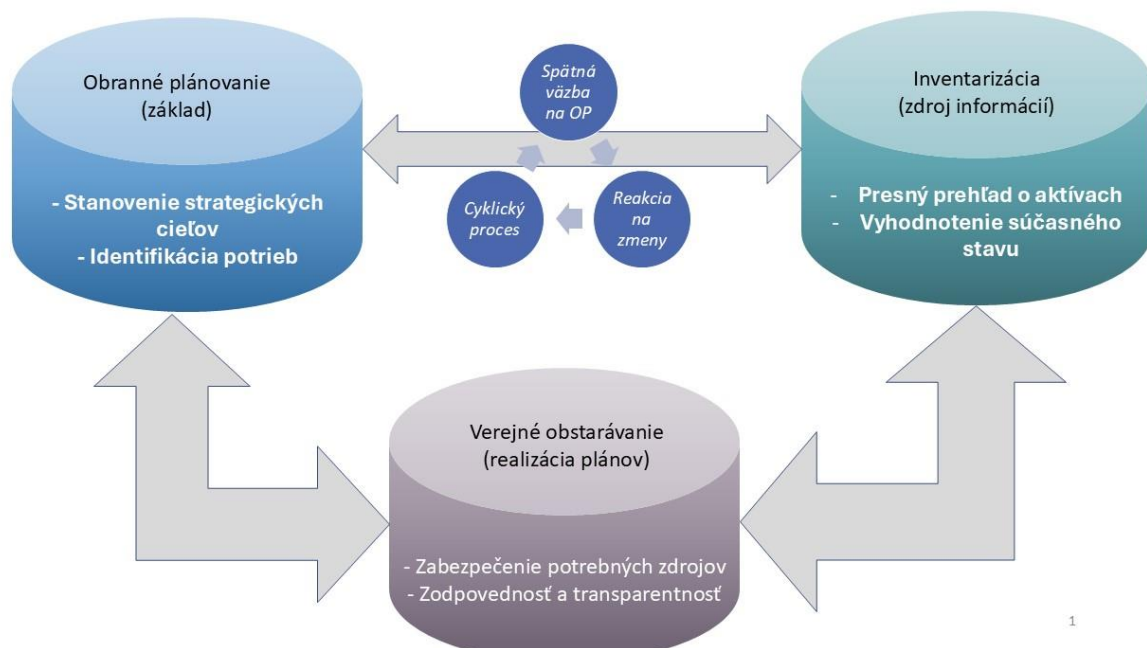 Obranné plánovanie
(základ)
- Stanovenie strategických
cieľov
- Identifikácia potrieb
Spätná
väzba
na OP
Cyklický
proces
Reakcia
na
zmeny
Inventarizácia
(zdroj informácií)
- Presný prehľad o aktívach
- Vyhodnotenie súčasného
stavu
Verejné obstarávanie
(realizácia plánov)
- Zabezpečenie potrebných zdrojov
- Zodpovednosť a transparentnosť
1